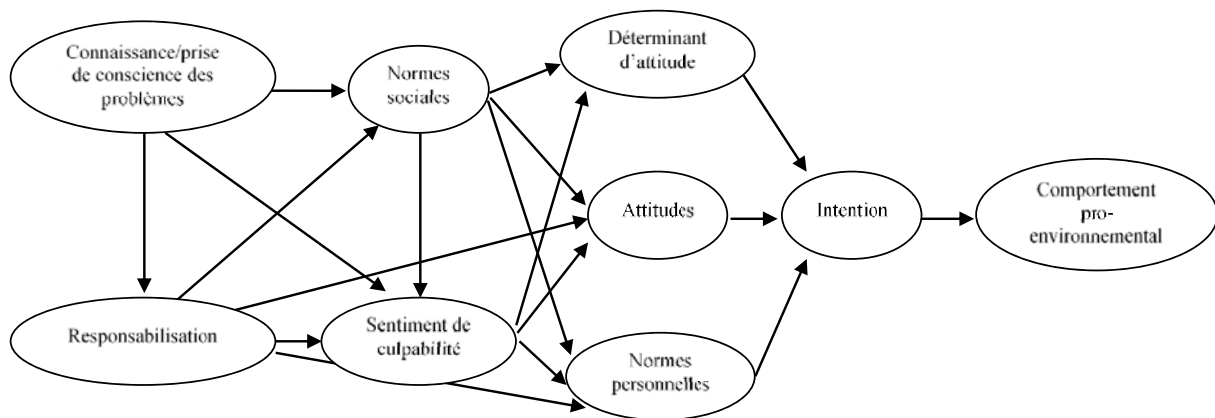 Connaissance/prise
de conscience des
problèmes
Normes
sociales
Déterminant
d'attitude
Attitudes
Intention
Comportement
pro-
environnemental
Responsabilisation
Sentiment de
culpabilité
Normes
personnelles